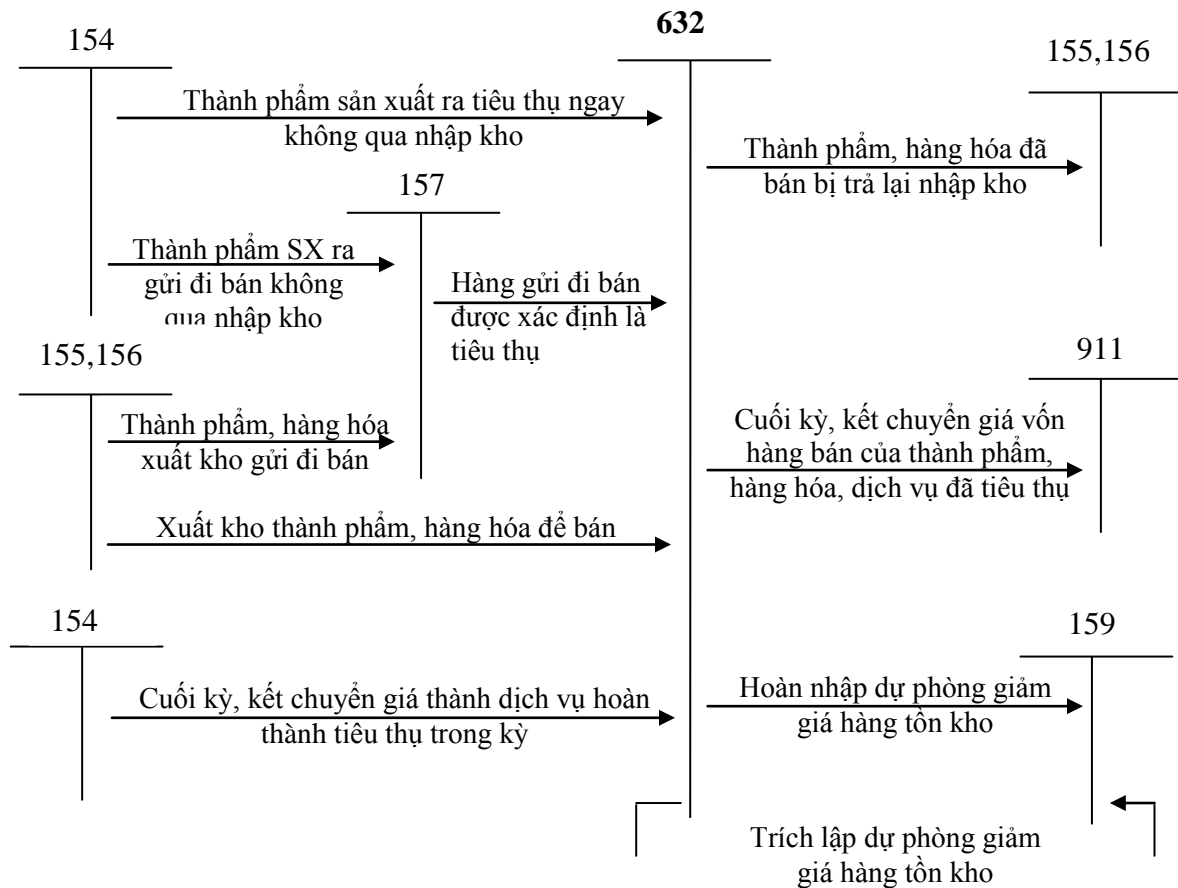 632
154
155,156
Thành phẩm sản xuất ra tiêu thụ ngay
không qua nhập kho
Thành phẩm, hàng hóa đã
bán bị trả lại nhập kho
157
Thành phẩm SX ra
gửi đi bán không
qua nhập kho
Hàng gửi đi bán
được xác định là
tiêu thụ
155,156
911
Thành phẩm, hàng hóa
xuất kho gửi đi bán
Cuối kỳ, kết chuyển giá vốn
hàng bán của thành phẩm,
hàng hóa, dịch vụ đã tiêu thụ
Xuất kho thành phẩm, hàng hóa để bán
154
159
Cuối kỳ, kết chuyển giá thành dịch vụ hoàn
thành tiêu thụ trong kỳ
Hoàn nhập dự phòng giảm
giá hàng tồn kho
Trích lập dự phòng giảm
giá hàng tồn kho